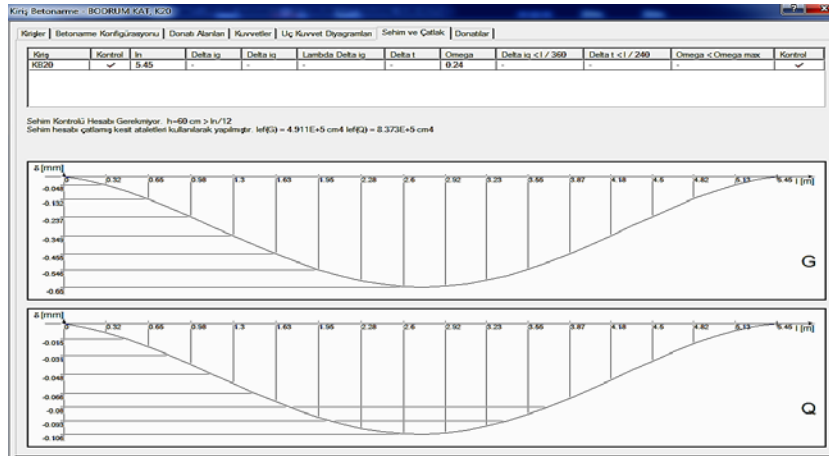 Kiriş Betonarme - BODRUM KAT, K20
Kirişler | Betonarme Konfigürasyonu | Donatı Alanları | Kuvvetler | Uç Kuvvet Diyagramları | Sehim ve Çatlak | Donatılar
Kiriş Kontrol ln Delta ig Delta iq Lambda Delta ig Delta t Omega Delta iq < l / 360 Delta t < l / 240 Omega < Omega max Kontrol
KB20 ✓ 5.45 - - - - 0.24 - - - ✓
Sehim Kontrolü Hesabı Gerekmiyor. h=60 cm > ln/12
Sehim hesabı çatlamış kesit ataletleri kullanılarak yapılmıştır. Ief(G) = 4.911E+5 cm4 Ief(Q) = 8.373E+5 cm4
δ [mm]
0 0.32 0.65 0.98 1.3 1.63 1.95 2.28 2.6 2.92 3.23 3.55 3.87 4.18 4.5 4.82 5.13 5.45 l [m]
-0.048
-0.132
-0.237
-0.349
-0.455
-0.546
-0.65
G
δ [mm]
0 0.32 0.65 0.98 1.3 1.63 1.95 2.28 2.6 2.92 3.23 3.55 3.87 4.18 4.5 4.82 5.13 5.45 l [m]
-0.015
-0.031
-0.048
-0.066
-0.08
-0.093
-0.106
Q